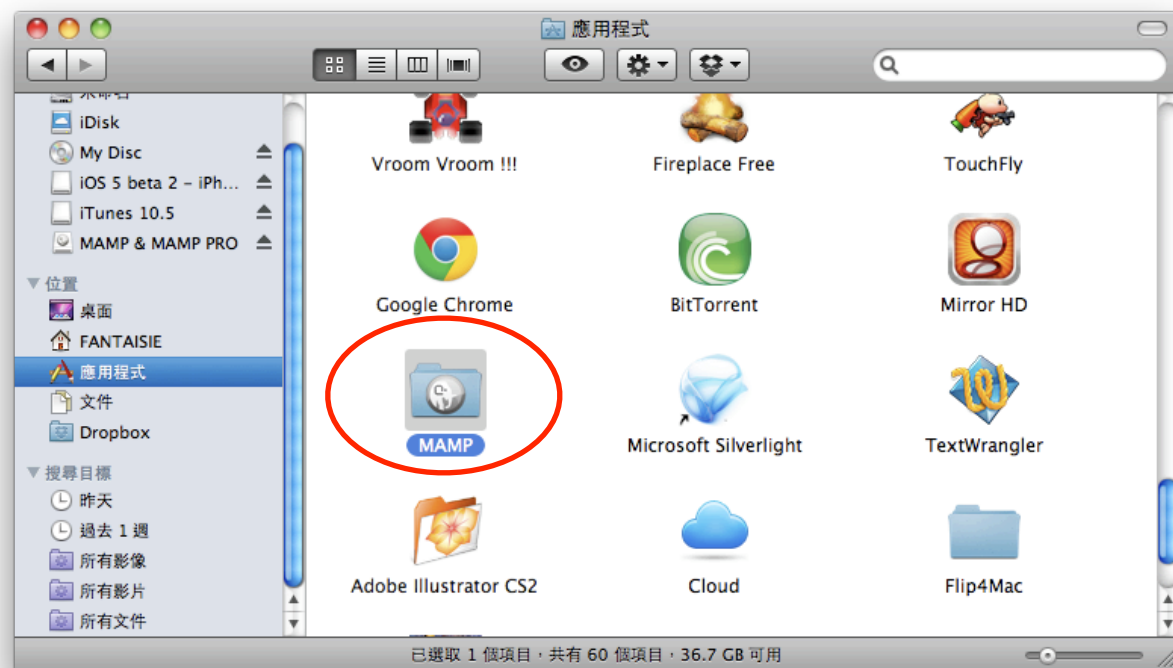 應用程式
未命名
iDisk
My Disc
iOS 5 beta 2 – iPh...
iTunes 10.5
MAMP & MAMP PRO
位置
桌面
FANTAISIE
應用程式
文件
Dropbox
搜尋目標
昨天
過去 1 週
所有影像
所有影片
所有文件
Vroom Vroom !!!
Fireplace Free
TouchFly
Google Chrome
BitTorrent
Mirror HD
MAMP
Microsoft Silverlight
TextWrangler
Adobe Illustrator CS2
Cloud
Flip4Mac
已選取 1 個項目，共有 60 個項目，36.7 GB 可用